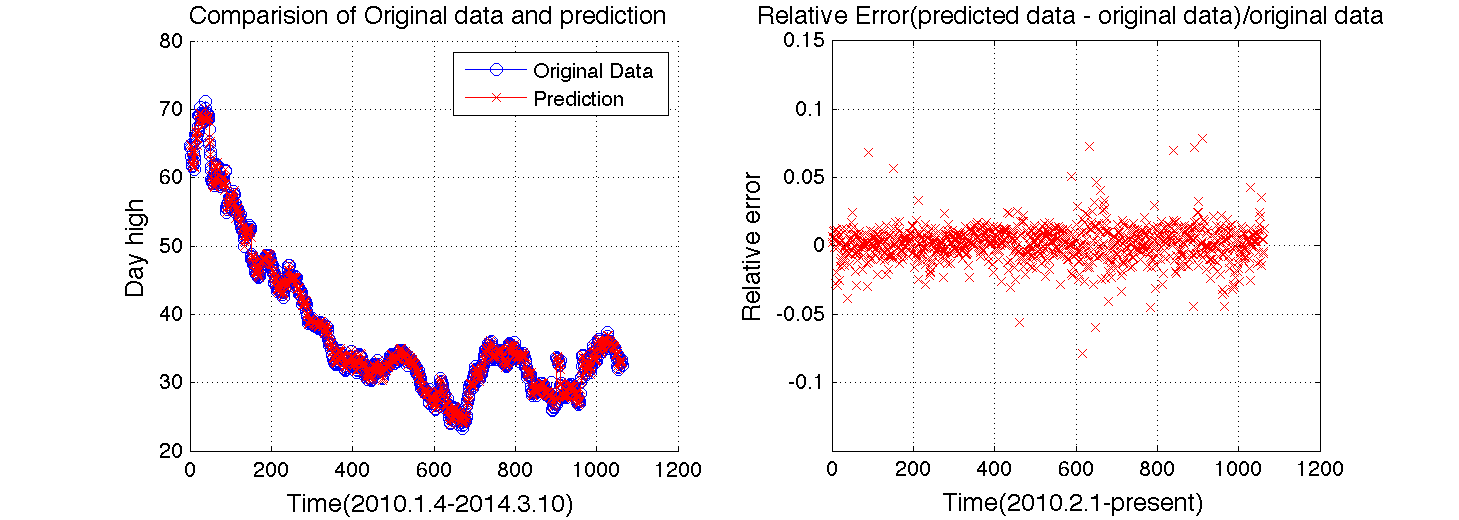 Comparision of Original data and prediction
80
70
60
50
40
30
20
Day high
Original Data
Prediction
0 200 400 600 800 1000 1200
Time(2010.1.4-2014.3.10)
Relative Error(predicted data - original data)/original data
0.15
0.1
0.05
0
-0.05
-0.1
Relative error
0 200 400 600 800 1000 1200
Time(2010.2.1-present)